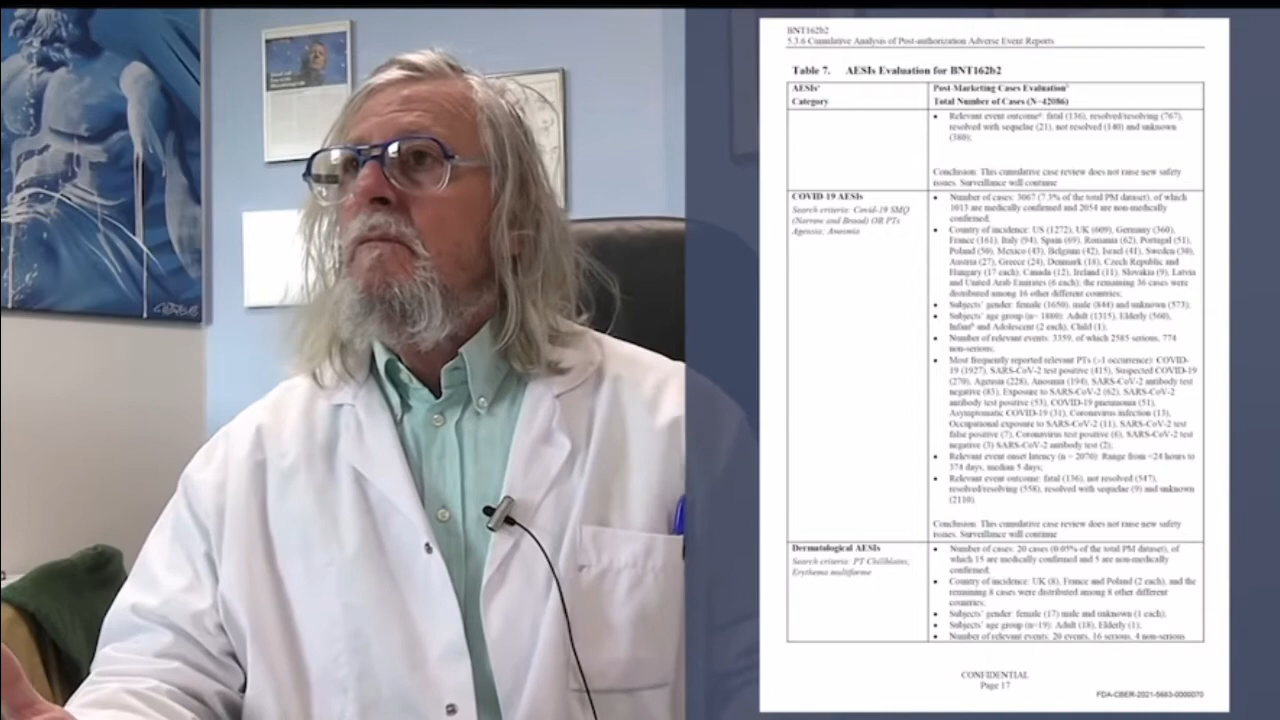 BNT162b2
5.3.6 Cumulative Analysis of Post-authorization Adverse Event Reports
Table 7. AESIs Evaluation for BNT162b2
AESIs
Category
Post-Marketing Cases Evaluation
Total Number of Cases (N=42086)
• Relevant event outcome: fatal (136), resolved/resolving (767),
resolved with sequelae (21), not resolved (140) and unknown
(380);
Conclusion: This cumulative case review does not raise new safety
issues. Surveillance will continue
COVID-19 AESIs
Search criteria: Covid-19 SMQ
(Narrow and Broad) OR PTs
Ageusia; Anosmia
• Number of cases: 3067 (7.3% of the total PM dataset), of which
1013 are medically confirmed and 2054 are non-medically
confirmed;
• Country of incidence: US (1272), UK (609), Germany (360),
France (161), Italy (94), Spain (69), Romania (62), Portugal (51),
Poland (50), Mexico (43), Belgium (42), Israel (41), Sweden (30),
Austria (27), Greece (24), Denmark (18), Czech Republic and
Hungary (17 each), Canada (12), Ireland (11), Slovakia (9), Latvia
and United Arab Emirates (6 each); the remaining 36 cases were
distributed among 16 other different countries;
• Subjects' gender: female (1650), male (844) and unknown (573);
• Subjects' age group (n= 1880): Adult (1315), Elderly (560),
Infant and Adolescent (2 each), Child (1);
• Number of relevant events: 3359, of which 2585 serious, 774
non-serious;
• Most frequently reported relevant PTs (>1 occurrence): COVID-
19 (1927), SARS-CoV-2 test positive (415), Suspected COVID-19
(270), Ageusia (228), Anosmia (194), SARS-CoV-2 antibody test
negative (83), Exposure to SARS-CoV-2 (62), SARS-CoV-2
antibody test positive (53), COVID-19 pneumonia (51),
Asymptomatic COVID-19 (31), Coronavirus infection (13),
Occupational exposure to SARS-CoV-2 (11), SARS-CoV-2 test
false positive (7), Coronavirus test positive (6), SARS-CoV-2 test
negative (3) SARS-CoV-2 antibody test (2);
• Relevant event onset latency (n = 2070): Range from <24 hours to
374 days, median 5 days;
• Relevant event outcome: fatal (136), not resolved (547),
resolved/resolving (558), resolved with sequelae (9) and unknown
(2110).
Conclusion: This cumulative case review does not raise new safety
issues. Surveillance will continue
Dermatological AESIs
Search criteria: PT Chillblains;
Erythema multiforme
• Number of cases: 20 cases (0.05% of the total PM dataset), of
which 15 are medically confirmed and 5 are non-medically
confirmed;
• Country of incidence: UK (8), France and Poland (2 each), and the
remaining 8 cases were distributed among 8 other different
countries;
• Subjects' gender: female (17) male and unknown (1 each);
• Subjects' age group (n=19): Adult (18), Elderly (1);
• Number of relevant events: 20 events, 16 serious, 4 non-serious
CONFIDENTIAL
Page 17
FDA-CBER-2021-5683-0000070